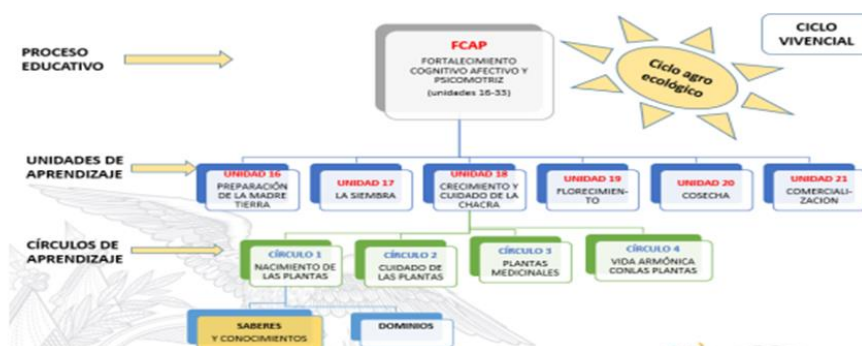 PROCESO
EDUCATIVO
FCAP
FORTALECIMIENTO
COGNITIVO AFECTIVO Y
PSICOMOTRIZ
(unidades 16-33)
Ciclo agro
ecológico
CICLO
VIVENCIAL
UNIDADES DE
APRENDIZAJE
UNIDAD 16
PREPARACIÓN
DE LA MADRE
TIERRA
UNIDAD 17
LA SIEMBRA
UNIDAD 18
CRECIMIENTO Y
CUIDADO DE LA
CHACRA
UNIDAD 19
FLORECIMIEN-
TO
UNIDAD 20
COSECHA
UNIDAD 21
COMERCIALI-
ZACION
CÍRCULOS DE
APRENDIZAJE
CÍRCULO 1
NACIMIENTO DE
LAS PLANTAS
CÍRCULO 2
CUIDADO DE
LAS PLANTAS
CÍRCULO 3
PLANTAS
MEDICINALES
CÍRCULO 4
VIDA ARMÓNICA
CONLAS PLANTAS
SABERES
Y CONOCIMIENTOS
DOMINIOS